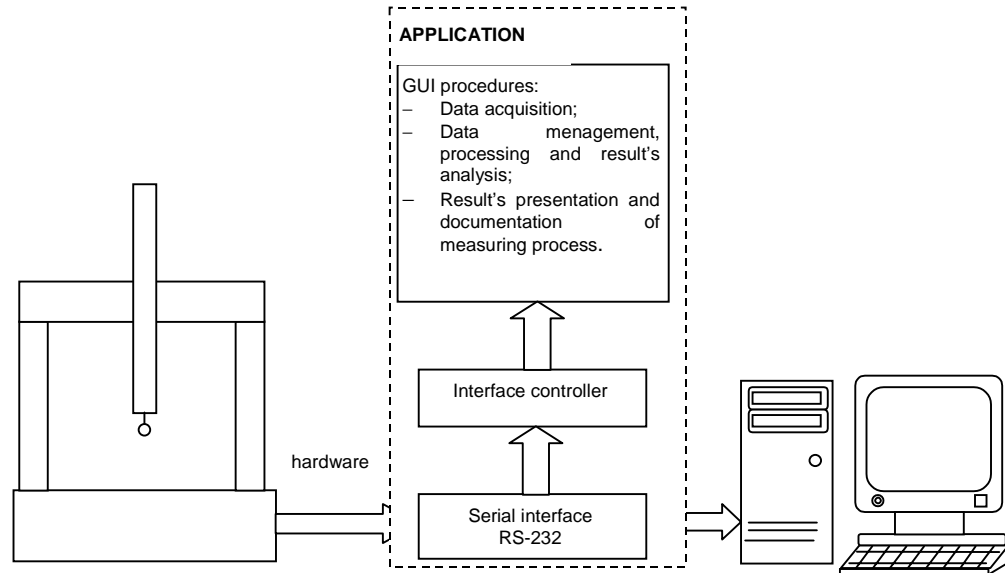 APPLICATION
GUI procedures:
– Data acquisition;
– Data menagement,
processing and result's
analysis;
– Result's presentation and
documentation of
measuring process.
Interface controller
hardware
Serial interface
RS-232